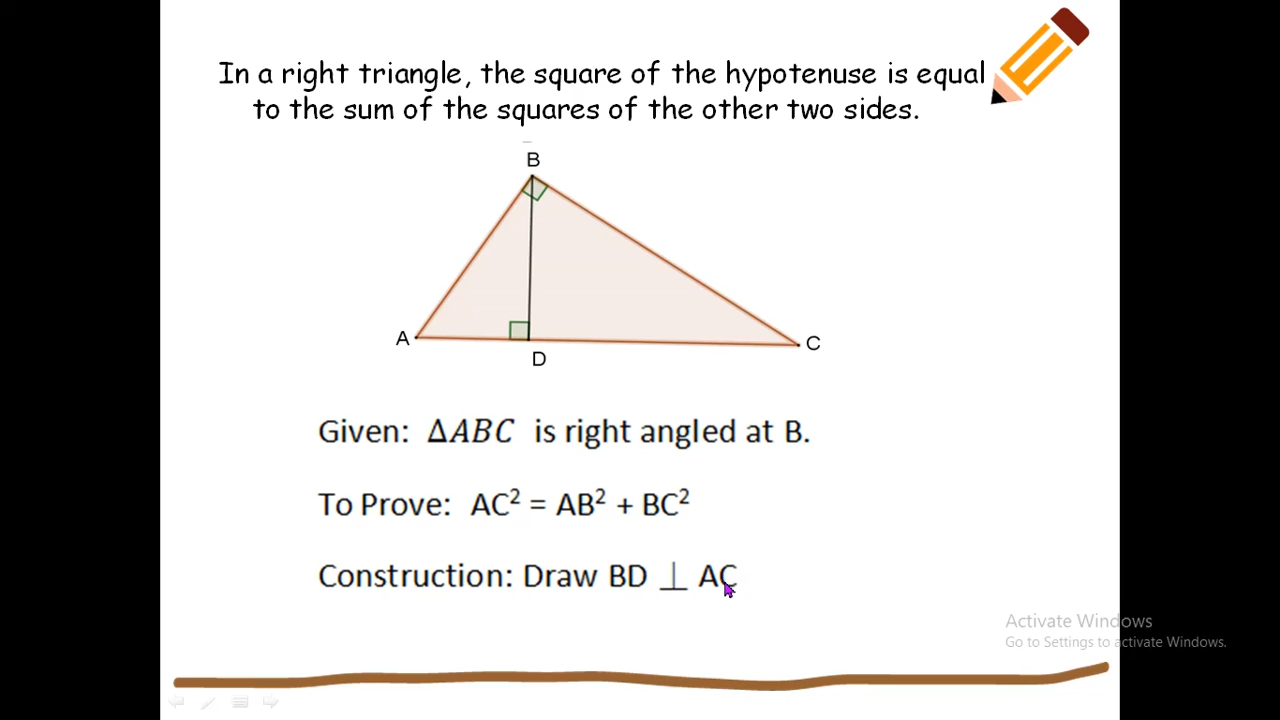 In a right triangle, the square of the hypotenuse is equal
to the sum of the squares of the other two sides.
B
A
C
D
Given: ΔABC is right angled at B.
To Prove: AC² = AB² + BC²
Construction: Draw BD ⊥ AC
Activate Windows
Go to Settings to activate Windows.